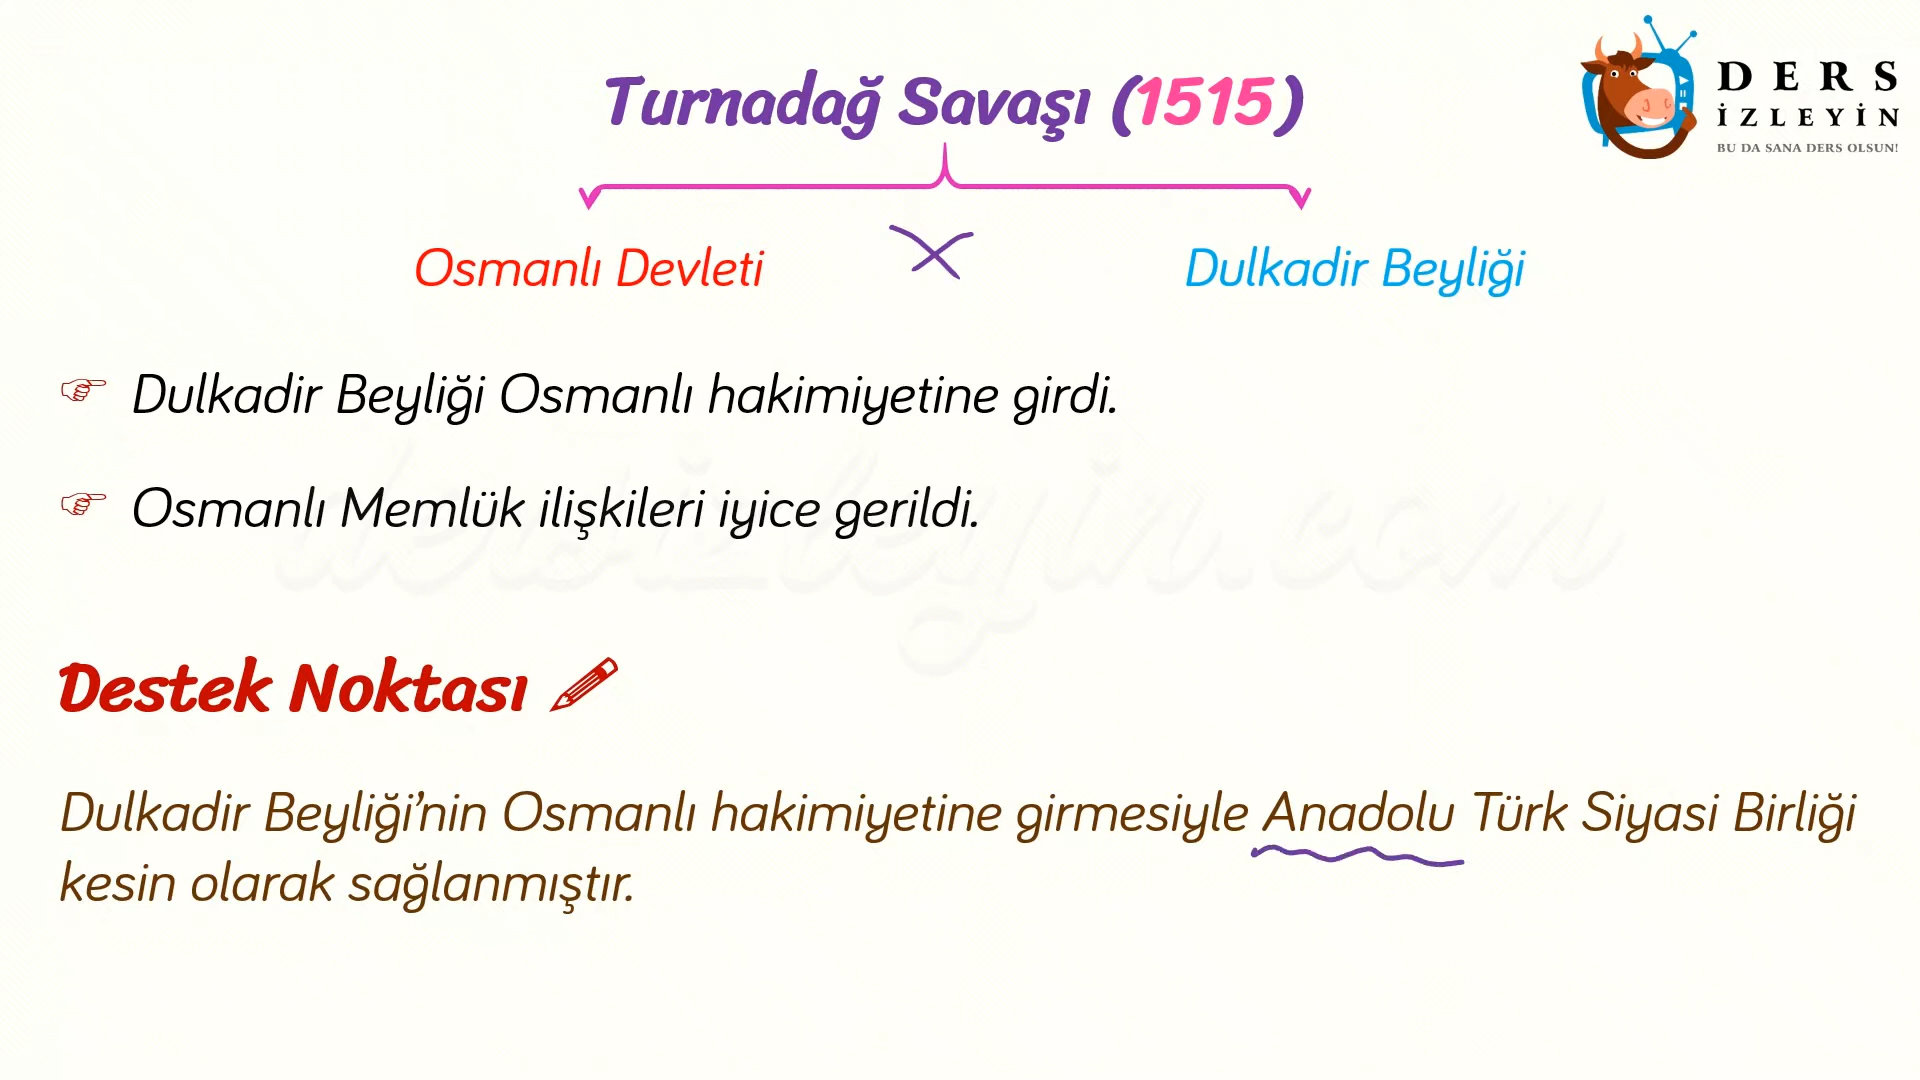 Turnadağ Savaşı (1515)
DERS
İZLEYİN
BU DA SANA DERS OLSUN!
Osmanlı Devleti
Dulkadir Beyliği
Dulkadir Beyliği Osmanlı hakimiyetine girdi.
Osmanlı Memlük ilişkileri iyice gerildi.
dersizleyin.com
Destek Noktası
Dulkadir Beyliği’nin Osmanlı hakimiyetine girmesiyle Anadolu Türk Siyasi Birliği
kesin olarak sağlanmıştır.